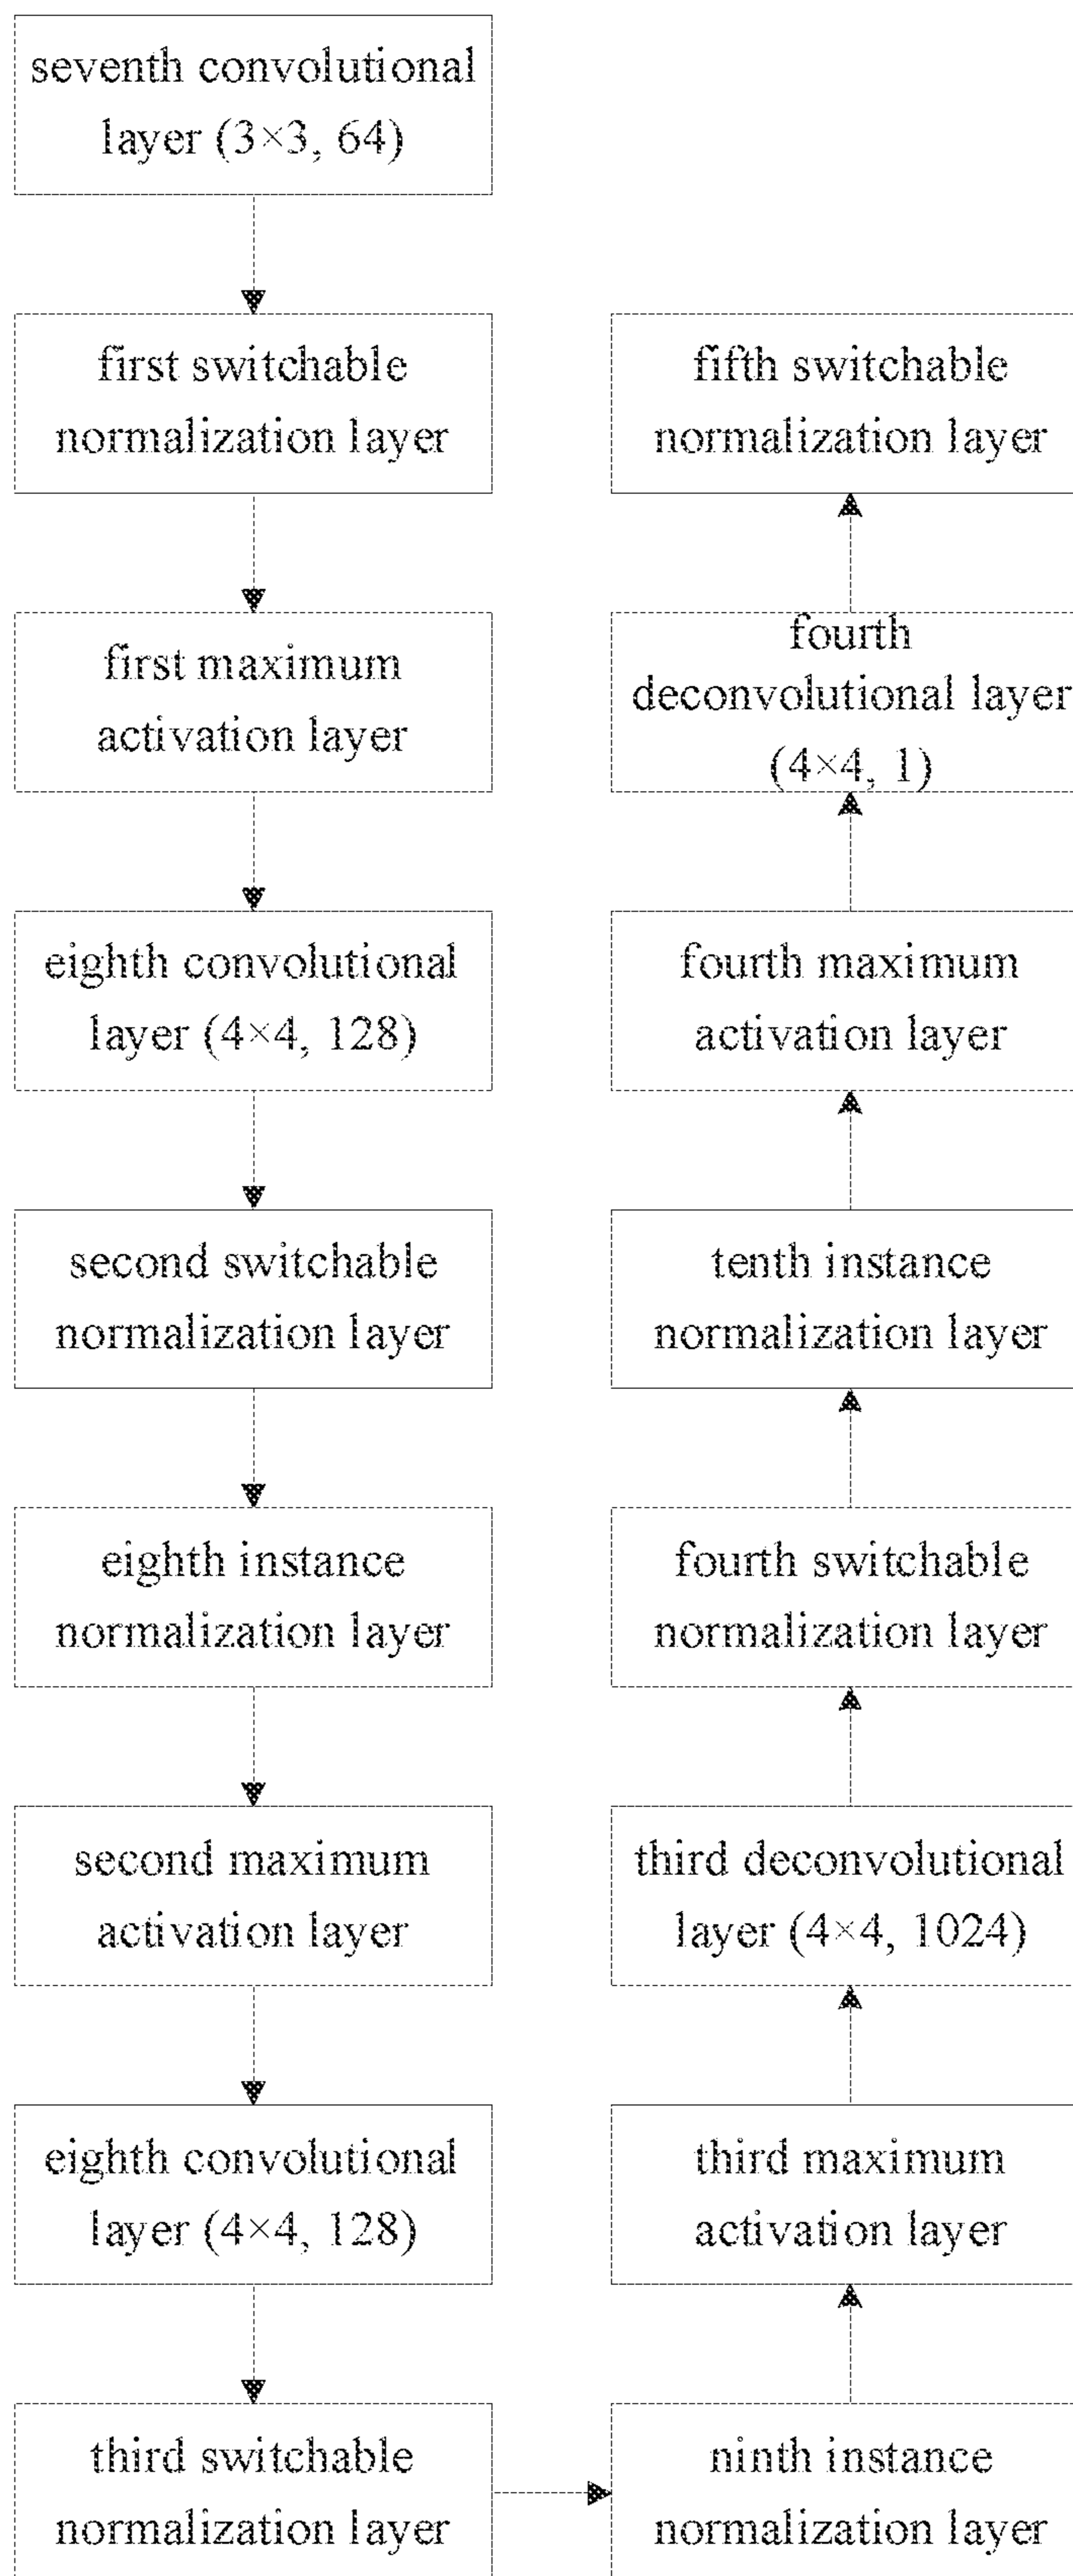 seventh convolutional
layer (3×3, 64)
first switchable
normalization layer
first maximum
activation layer
eighth convolutional
layer (4×4, 128)
second switchable
normalization layer
eighth instance
normalization layer
second maximum
activation layer
eighth convolutional
layer (4×4, 128)
third switchable
normalization layer
ninth instance
normalization layer
third maximum
activation layer
third deconvolutional
layer (4×4, 1024)
fourth switchable
normalization layer
tenth instance
normalization layer
fourth maximum
activation layer
fourth
deconvolutional layer
(4×4, 1)
fifth switchable
normalization layer